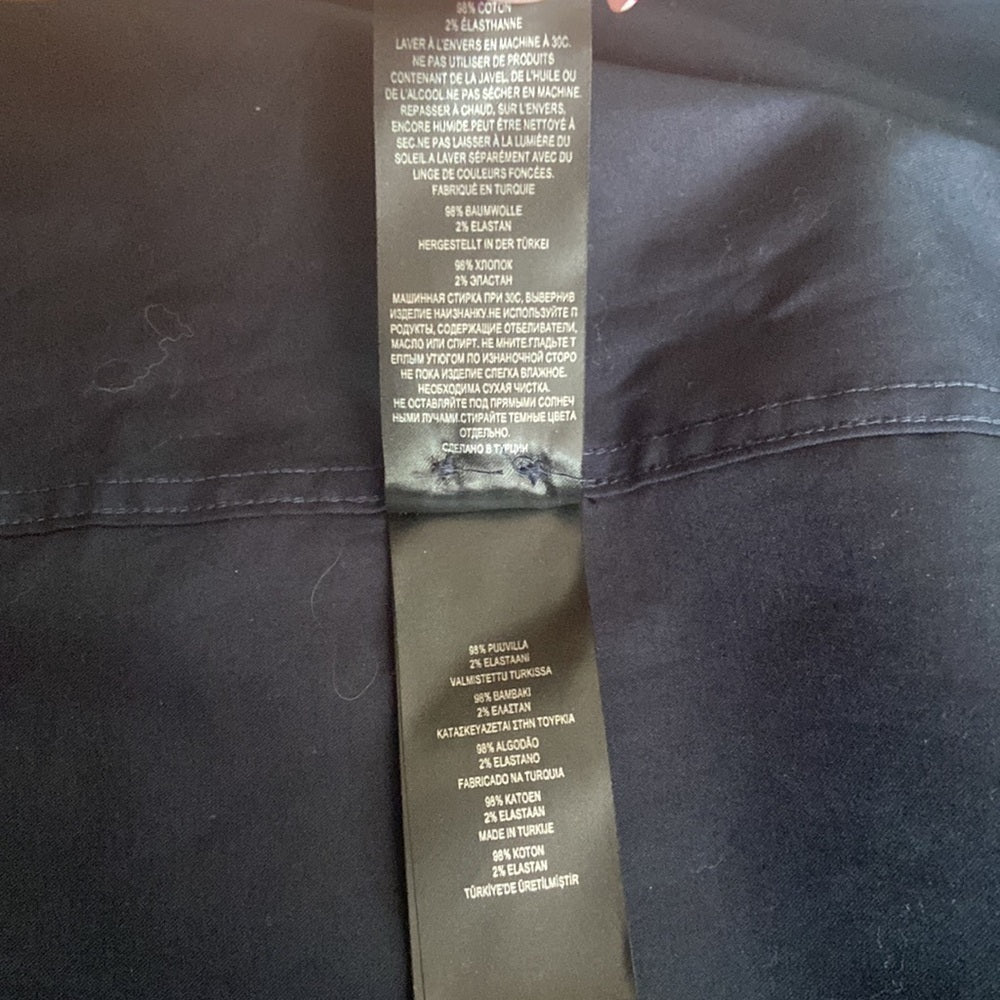 98% COTON
2% ÉLASTHANNE
LAVER À L'ENVERS EN MACHINE À 30C.
NE PAS UTILISER DE PRODUITS
CONTENANT DE LA JAVEL, DE L'HUILE OU
DE L'ALCOOL.NE PAS SÉCHER EN MACHINE.
REPASSER À CHAUD, SUR L'ENVERS,
ENCORE HUMIDE.PEUT ÊTRE NETTOYÉ À
SEC.NE PAS LAISSER À LA LUMIÈRE DU
SOLEIL.A LAVER SÉPARÉMENT AVEC DU
LINGE DE COULEURS FONCÉES.
FABRIQUÉ EN TURQUIE
98% BAUMWOLLE
2% ELASTAN
HERGESTELLT IN DER TÜRKEI
98% ХЛОПОК
2% ЭЛАСТАН
МАШИННАЯ СТИРКА ПРИ 30С, ВЫВЕРНИВ
ИЗДЕЛИЕ НАИЗНАНКУ.НЕ ИСПОЛЬЗУЙТЕ П
РОДУКТЫ, СОДЕРЖАЩИЕ ОТБЕЛИВАТЕЛИ,
МАСЛО ИЛИ СПИРТ. НЕ МНИТЕ.ГЛАДЬТЕ Т
ЕПЛЫМ УТЮГОМ ПО ИЗНАНОЧНОЙ СТОРО
НЕ ПОКА ИЗДЕЛИЕ СЛЕГКА ВЛАЖНОЕ.
НЕОБХОДИМА СУХАЯ ЧИСТКА.
НЕ ОСТАВЛЯЙТЕ ПОД ПРЯМЫМИ СОЛНЕЧ
НЫМИ ЛУЧАМИ.СТИРАЙТЕ ТЕМНЫЕ ЦВЕТА
ОТДЕЛЬНО.
СДЕЛАНО В ТУРЦИИ
98% PUUVILLA
2% ELASTAANI
VALMISTETTU TURKISSA
98% ΒΑΜΒΑΚΙ
2% ΕΛΑΣΤΑΝ
ΚΑΤΑΣΚΕΥΑΖΕΤΑΙ ΣΤΗΝ ΤΟΥΡΚΙΑ
98% ALGODÃO
2% ELASTANO
FABRICADO NA TURQUIA
98% KATOEN
2% ELASTAAN
MADE IN TURKIJE
98% KOTON
2% ELASTAN
TÜRKİYE'DE ÜRETİLMİŞTİR